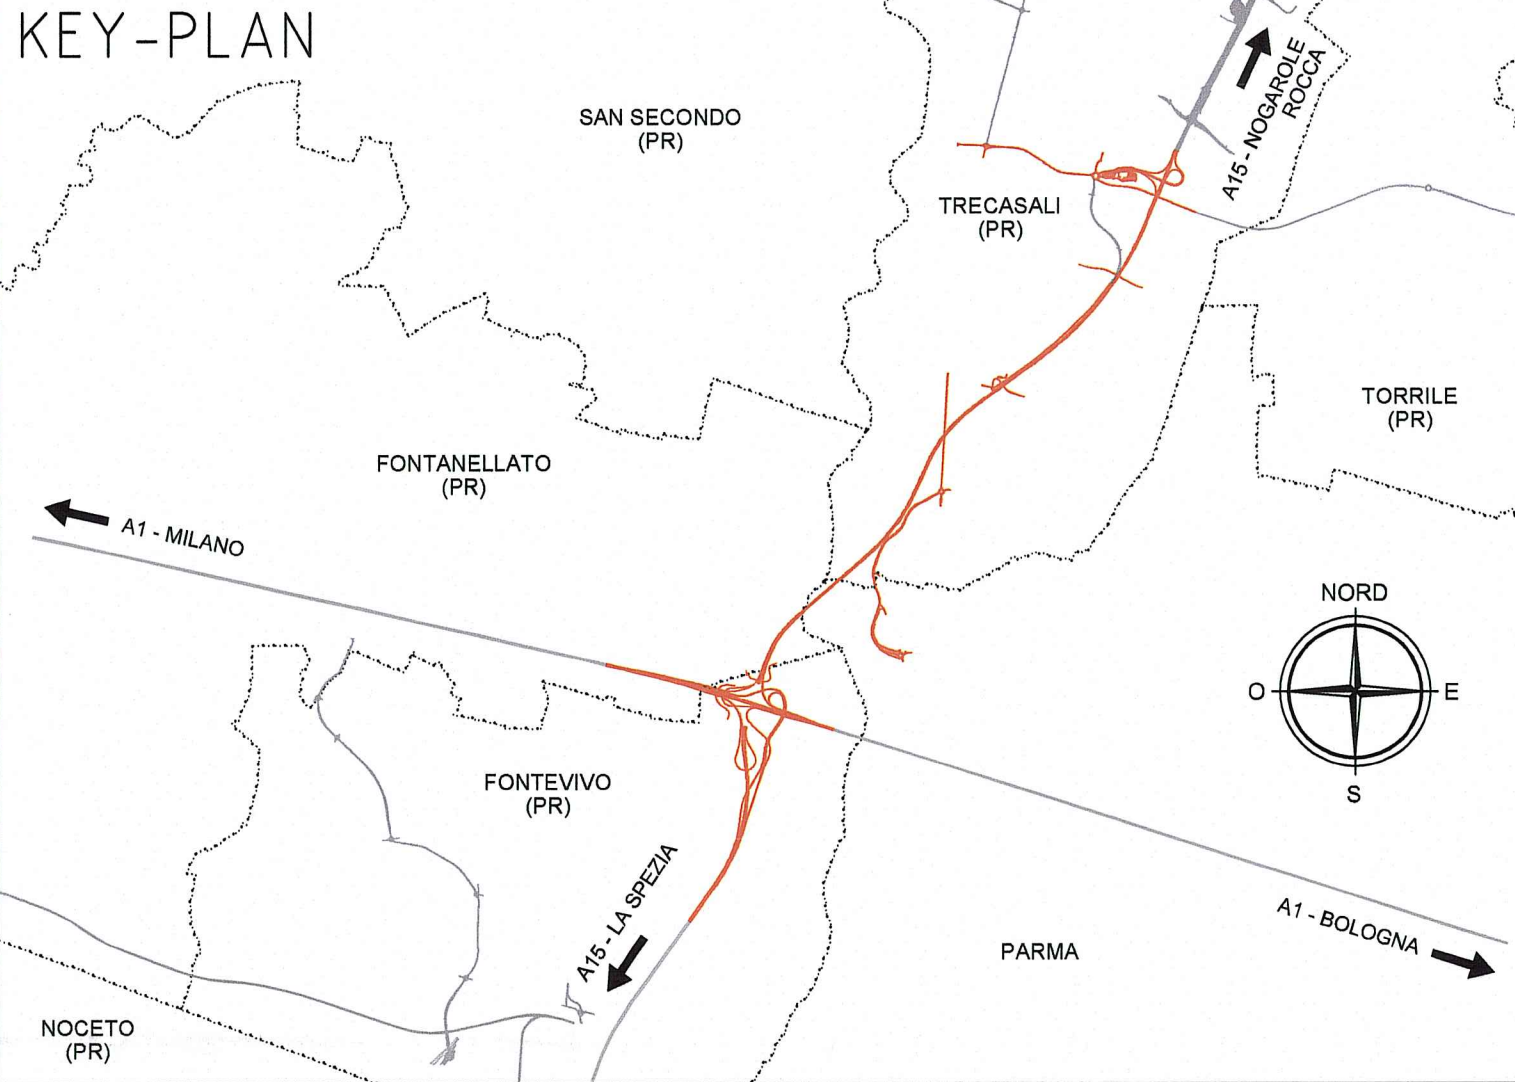 KEY-PLAN
SAN SECONDO
(PR)
A15 - NOGAROLE
ROCCA
TRECASALI
(PR)
TORRILE
(PR)
FONTANELLATO
(PR)
A1 - MILANO
NORD
O
E
S
FONTEVIVO
(PR)
A15 - LA SPEZIA
A1 - BOLOGNA
PARMA
NOCETO
(PR)